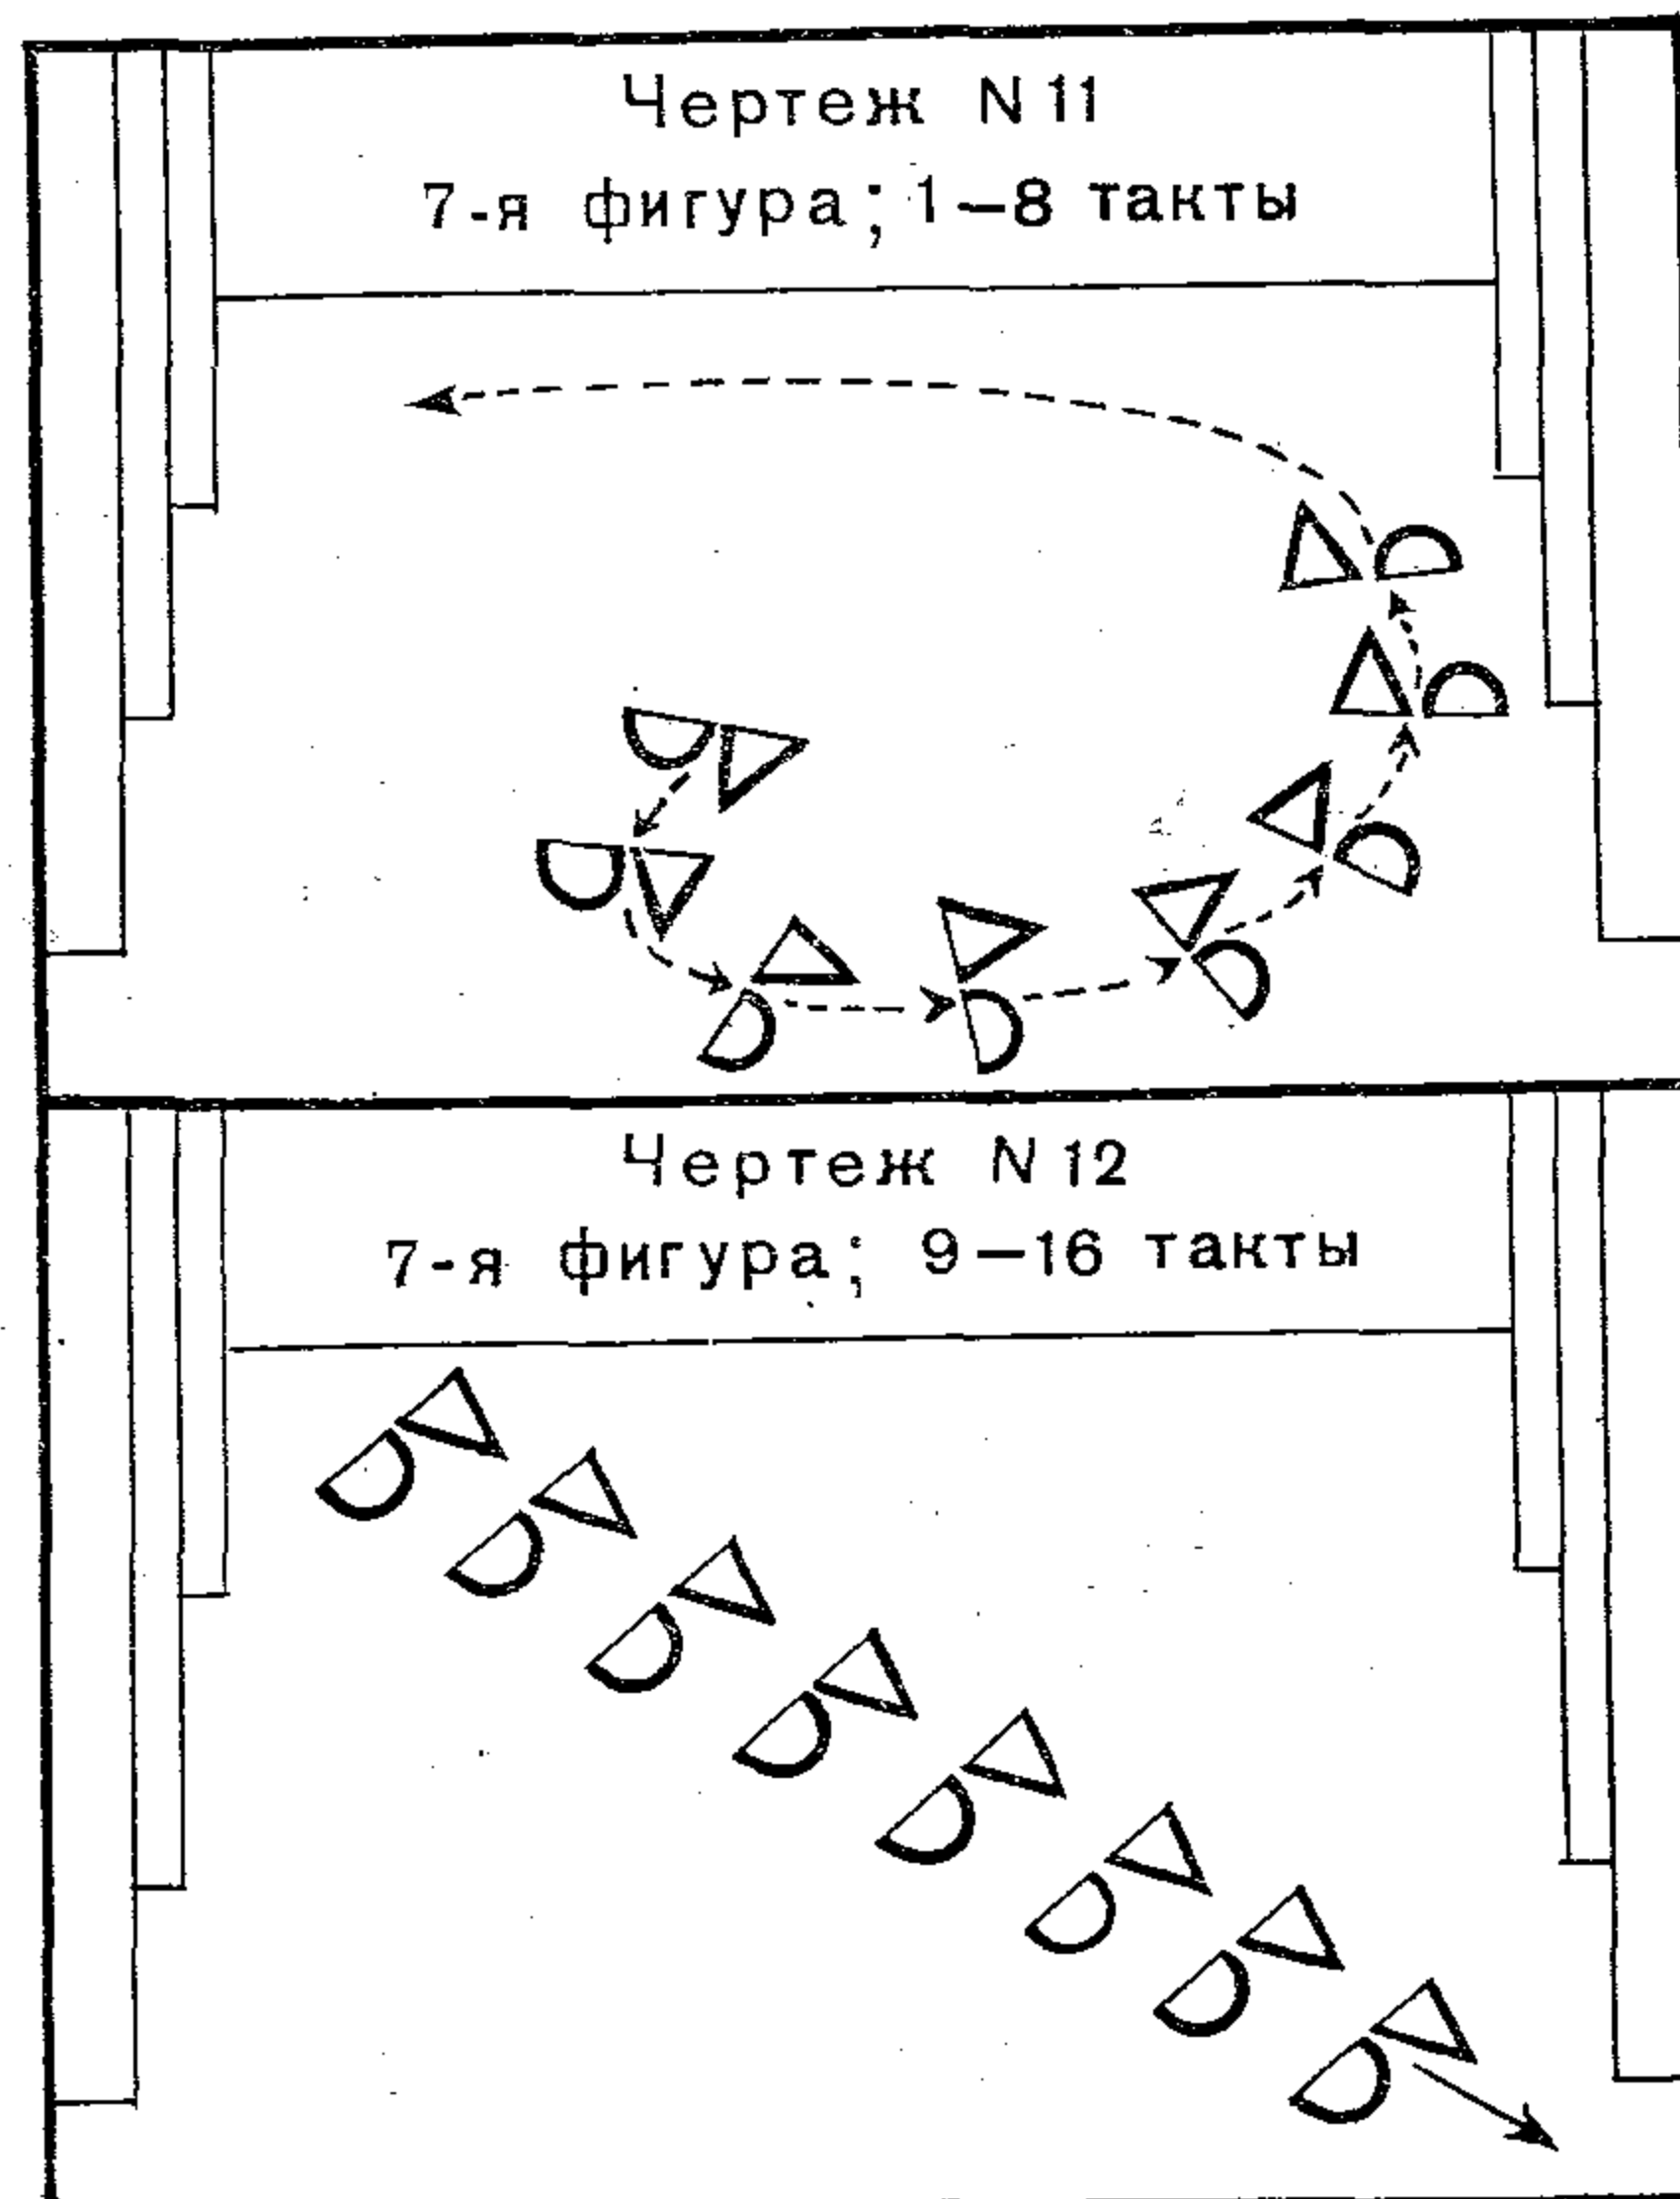 Чертеж N 11
7-я фигура; 1—8 такты
Чертеж N 12
7-я фигура; 9—16 такты